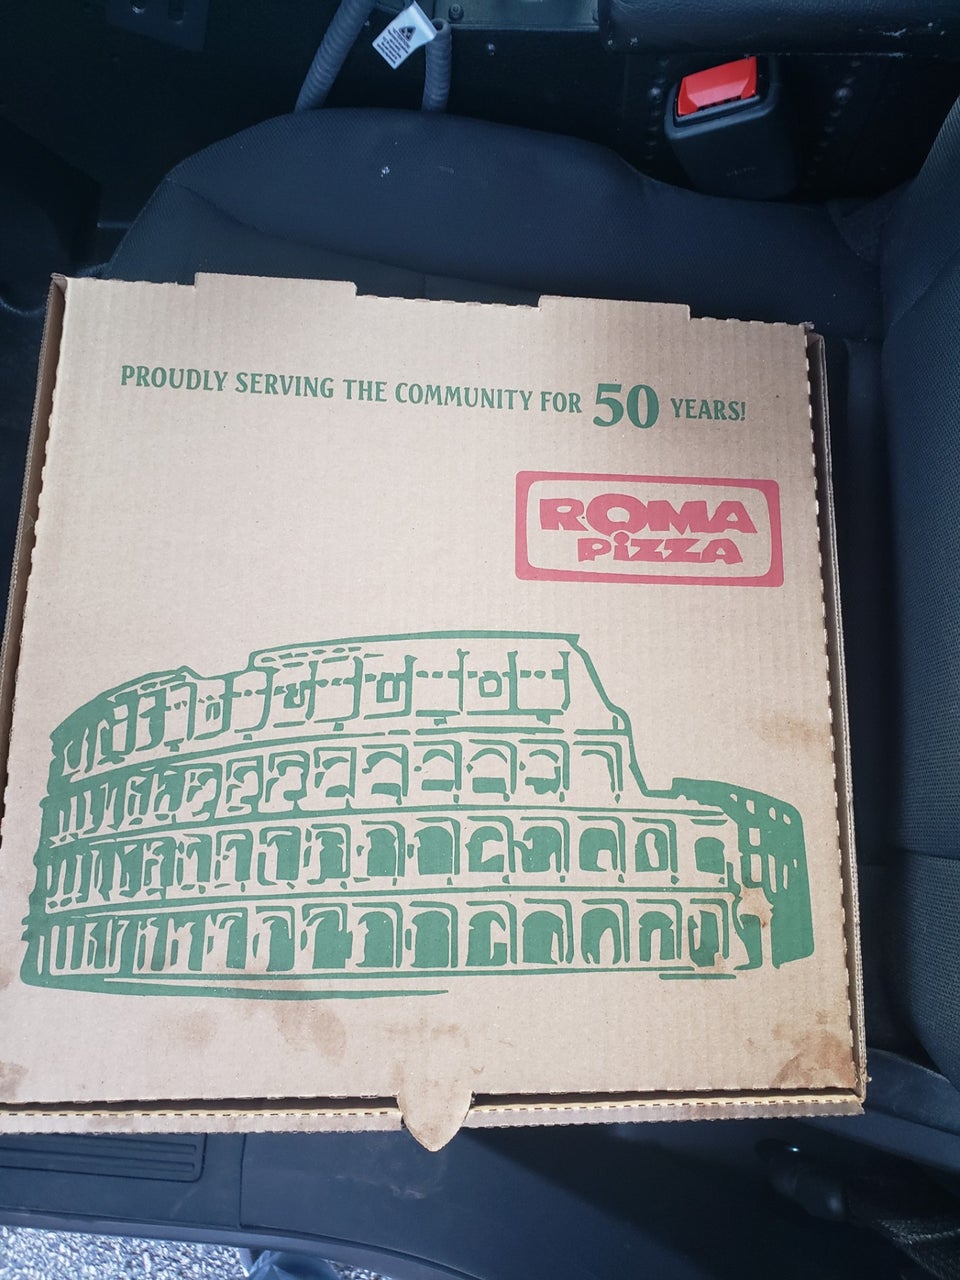 PROUDLY SERVING THE COMMUNITY FOR 50 YEARS!
ROMA
PiZZA